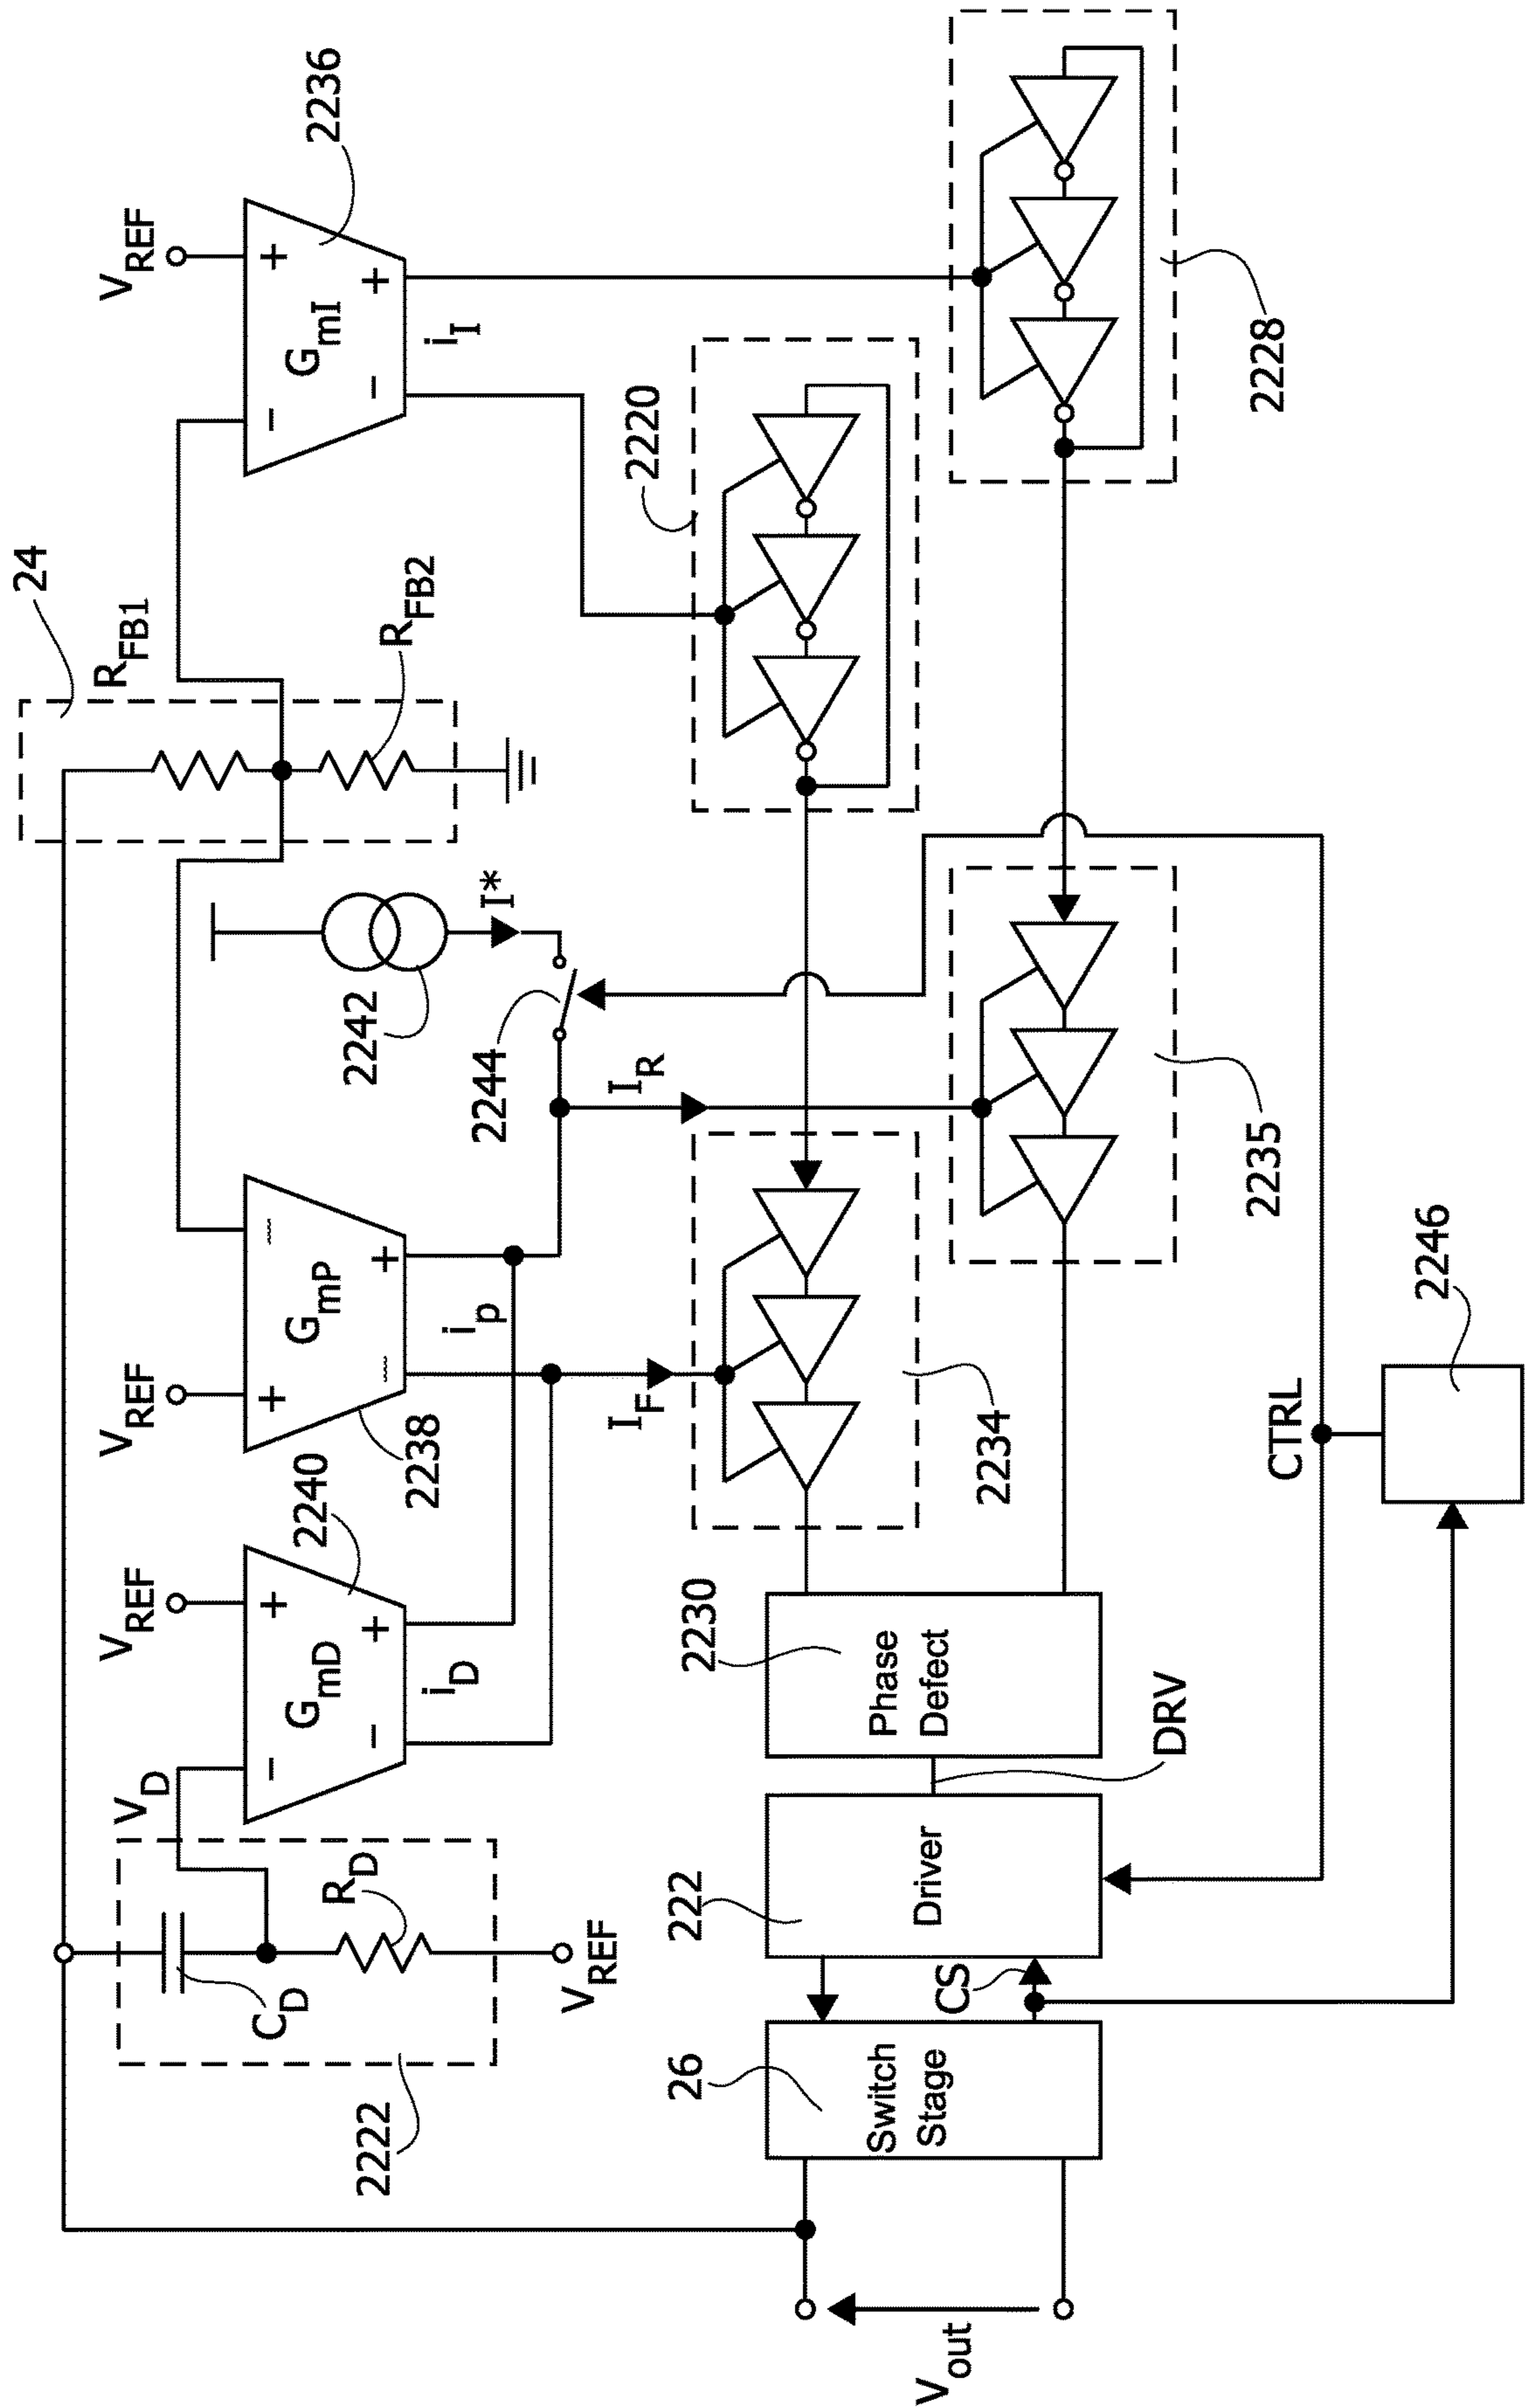 24
R_FB1
R_FB2
V_REF
2236
G_mI
+
−
+
−
i_I
2220
2228
2242
I*
2244
I_R
V_REF
G_mP
+
−
+
−
i_p
2238
I_F
2234
2235
V_REF
2240
G_mD
+
−
+
−
i_D
V_D
C_D
R_D
V_REF
2222
2230
Phase
Defect
DRV
222
Driver
CS
26
Switch
Stage
CTRL
2246
V_out